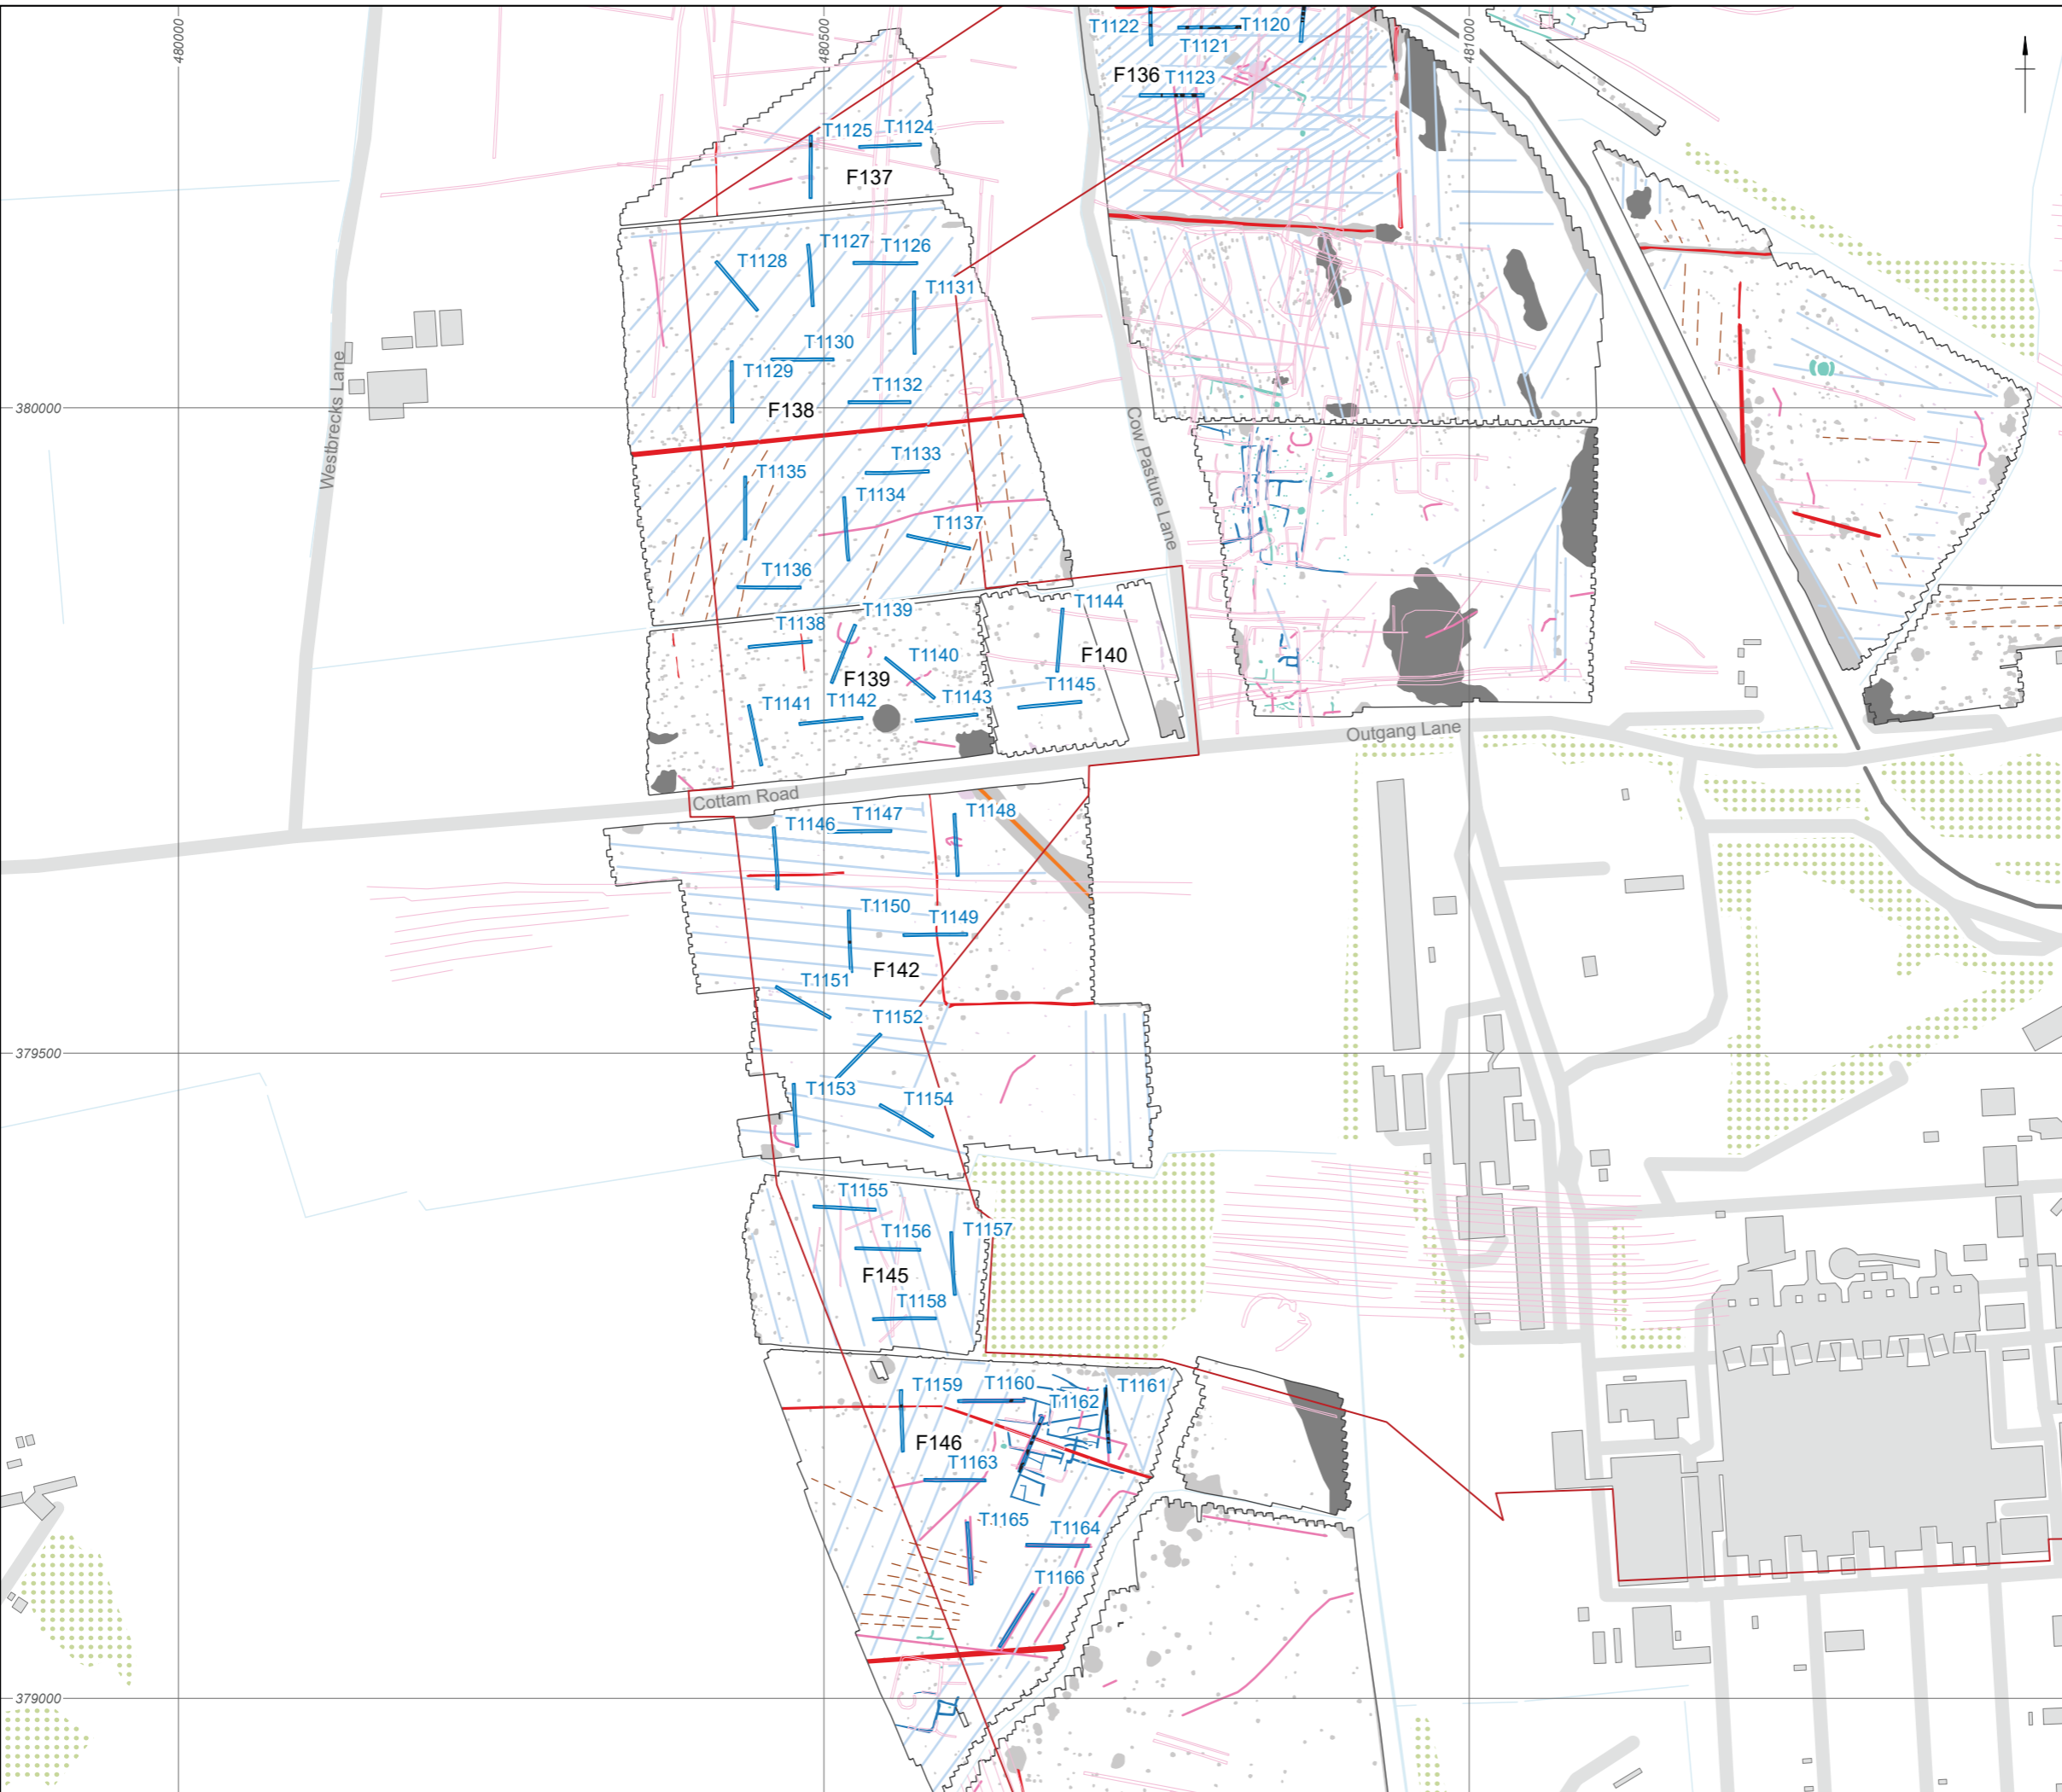 480000
480500
481000
T1122
T1120
T1121
F136
T1123
T1125
T1124
F137
T1127
T1126
T1128
T1131
T1130
T1129
T1132
380000
F138
Westbrecks Lane
Cow Pasture Lane
T1133
T1135
T1134
T1137
T1136
T1139
T1144
T1138
T1140
F140
F139
T1145
T1141
T1142
T1143
Outgang Lane
Cottam Road
T1147
T1148
T1146
T1150
T1149
F142
T1151
T1152
379500
T1153
T1154
T1155
T1156
T1157
F145
T1158
T1159
T1160
T1161
T1162
F146
T1163
T1165
T1164
T1166
379000